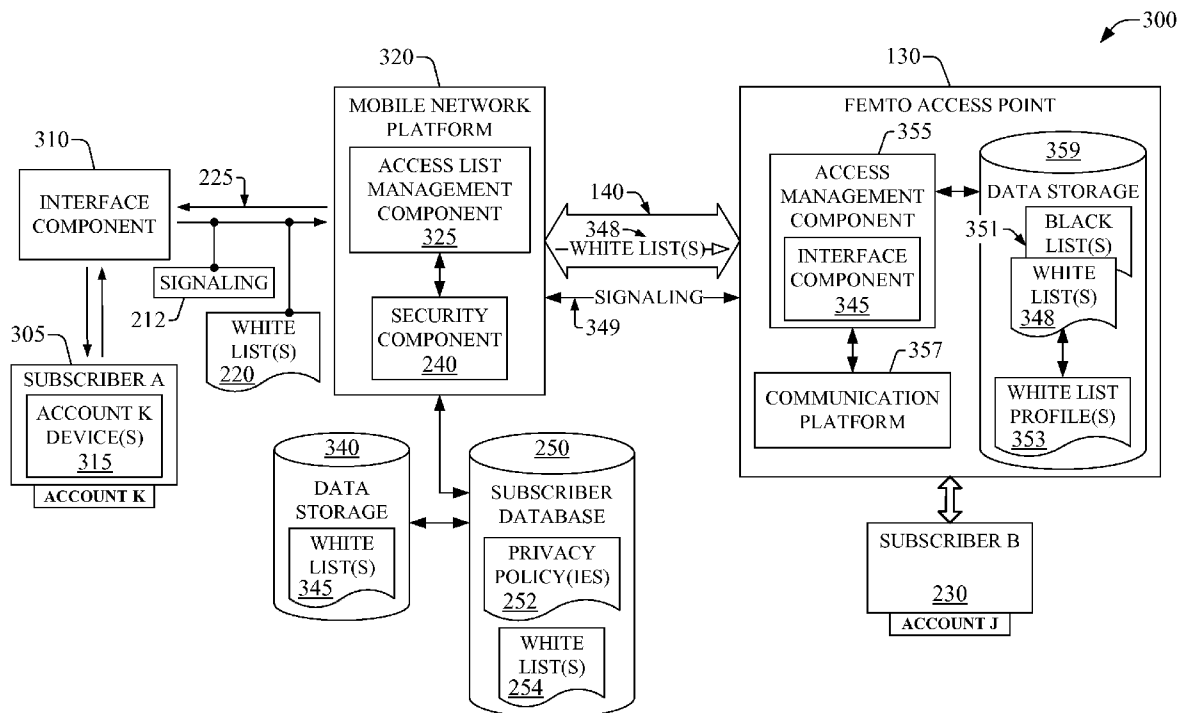 300
320
MOBILE NETWORK
PLATFORM
ACCESS LIST
MANAGEMENT
COMPONENT
325
SECURITY
COMPONENT
240
310
INTERFACE
COMPONENT
225
SIGNALING
212
WHITE
LIST(S)
220
305
SUBSCRIBER A
ACCOUNT K
DEVICE(S)
315
ACCOUNT K
140
348
WHITE LIST(S)
SIGNALING
349
130
FEMTO ACCESS POINT
355
ACCESS
MANAGEMENT
COMPONENT
INTERFACE
COMPONENT
345
357
COMMUNICATION
PLATFORM
359
DATA STORAGE
351
BLACK
LIST(S)
WHITE
LIST(S)
348
WHITE LIST
PROFILE(S)
353
340
DATA
STORAGE
WHITE
LIST(S)
345
250
SUBSCRIBER
DATABASE
PRIVACY
POLICY(IES)
252
WHITE
LIST(S)
254
SUBSCRIBER B
230
ACCOUNT J